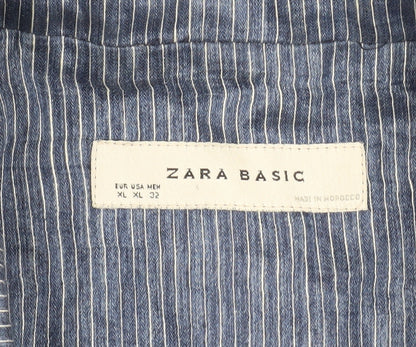 ZARA BASIC
EUR USA MEX
XL XL 32
MADE IN MOROCCO